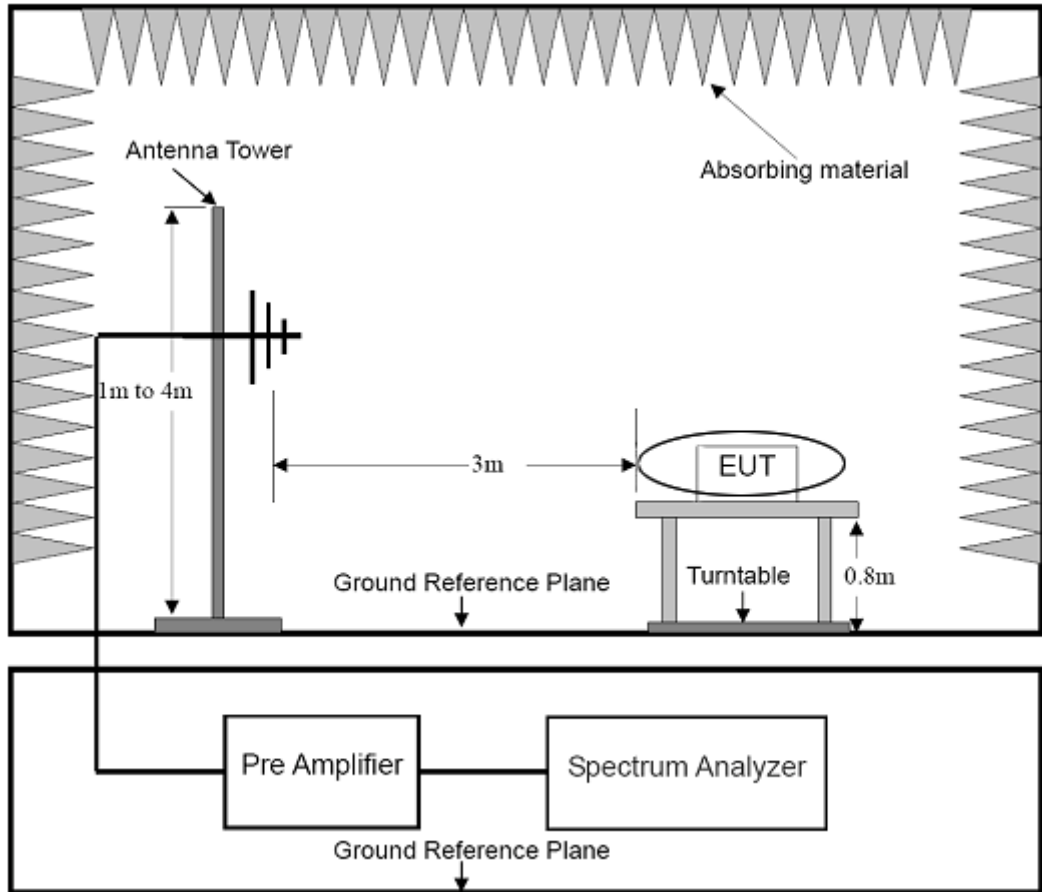 Antenna Tower
Absorbing material
1m to 4m
3m
EUT
Ground Reference Plane
Turntable
0.8m
Pre Amplifier
Spectrum Analyzer
Ground Reference Plane